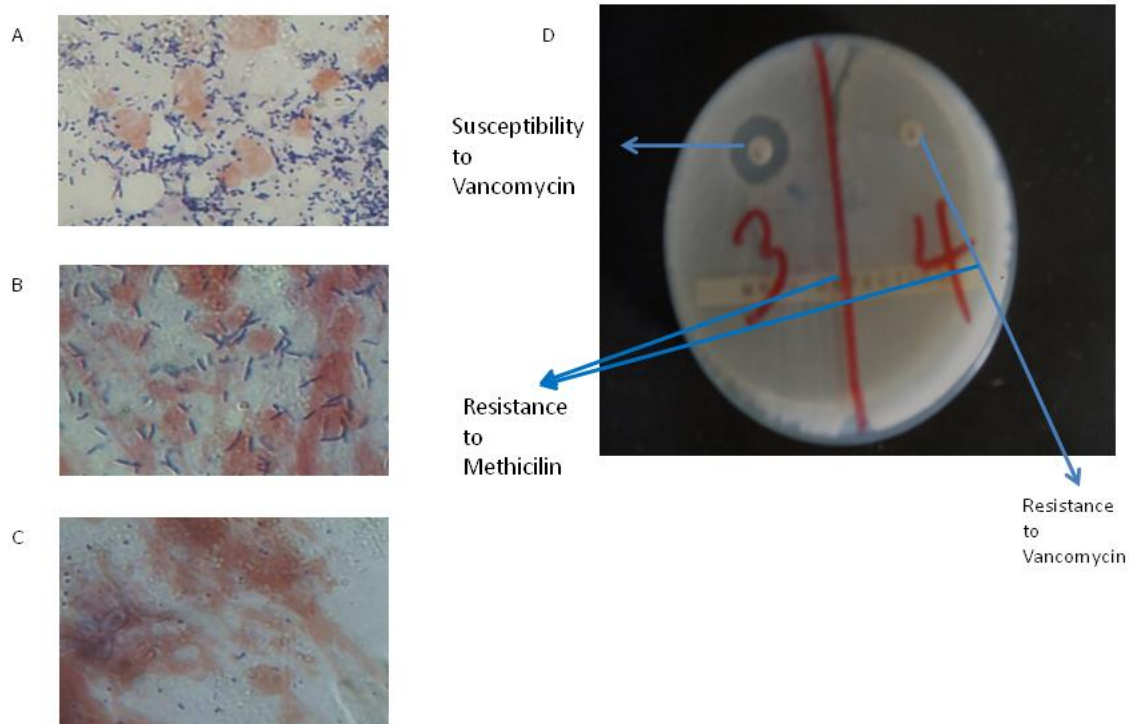 A
B
C
D
Susceptibility
to
Vancomycin
3
4
Resistance
to
Methicilin
Resistance
to
Vancomycin